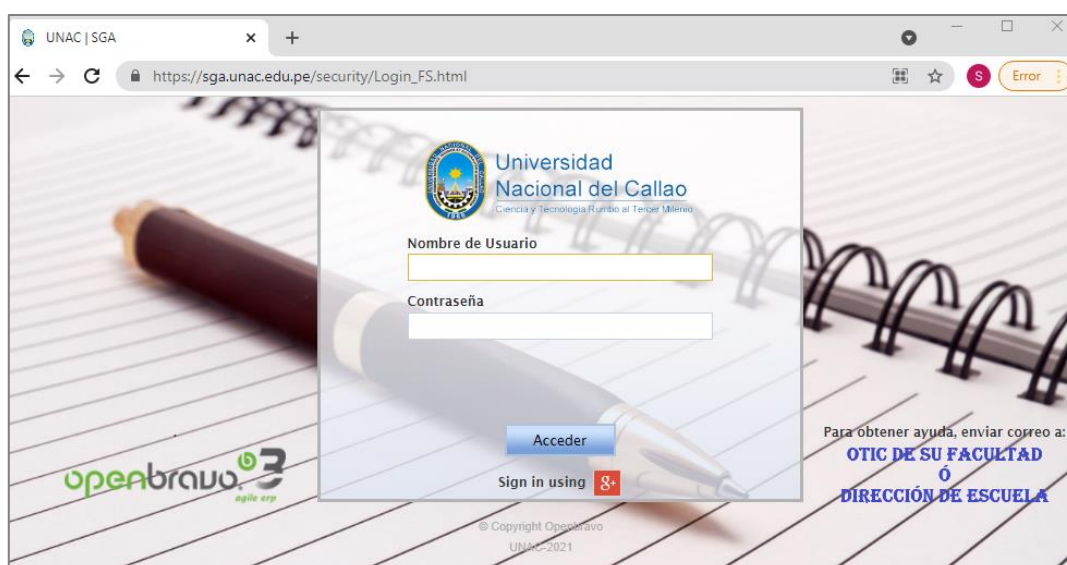 UNAC | SGA
https://sga.unac.edu.pe/security/Login_FS.html
S
Error
Universidad
Nacional del Callao
Ciencia y Tecnología Rumbo al Tercer Milenio
1966
Nombre de Usuario
Contraseña
Acceder
Sign in using g+
openbravo 3
agile erp
Para obtener ayuda, enviar correo a:
OTIC DE SU FACULTAD
Ó
DIRECCIÓN DE ESCUELA
© Copyright Openbravo
UNAC-2021